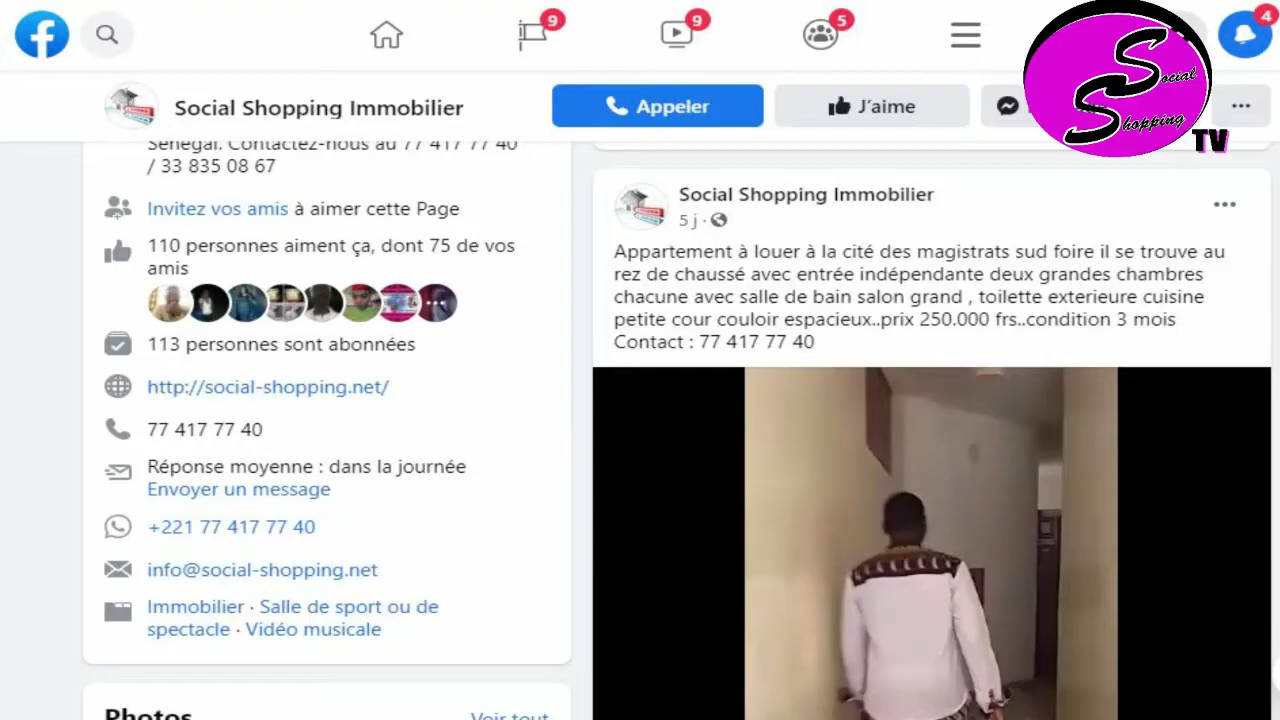 9
9
5
4
Social Shopping Immobilier
Appeler
J'aime
Social
Shopping
TV
Sénégal. Contactez-nous au 77 417 77 40
/ 33 835 08 67
Invitez vos amis à aimer cette Page
110 personnes aiment ça, dont 75 de vos
amis
113 personnes sont abonnées
http://social-shopping.net/
77 417 77 40
Réponse moyenne : dans la journée
Envoyer un message
+221 77 417 77 40
info@social-shopping.net
Immobilier · Salle de sport ou de
spectacle · Vidéo musicale
Photos
Voir tout
Social Shopping Immobilier
5 j ·
Appartement à louer à la cité des magistrats sud foire il se trouve au
rez de chaussé avec entrée indépendante deux grandes chambres
chacune avec salle de bain salon grand , toilette exterieure cuisine
petite cour couloir espacieux..prix 250.000 frs..condition 3 mois
Contact : 77 417 77 40